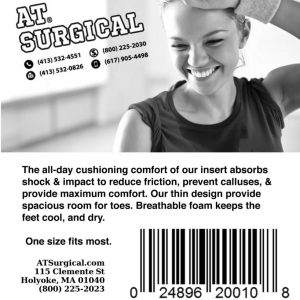 AT®
SURGICAL
(413) 532-4551
(800) 225-2030
(413) 532-0826
(617) 905-4498
The all-day cushioning comfort of our insert absorbs
shock & impact to reduce friction, prevent calluses, &
provide maximum comfort. Our thin design provide
spacious room for toes. Breathable foam keeps the
feet cool, and dry.
One size fits most.
ATSurgical.com
115 Clemente St
Holyoke, MA 01040
(800) 225-2023
0 24896 20010 8